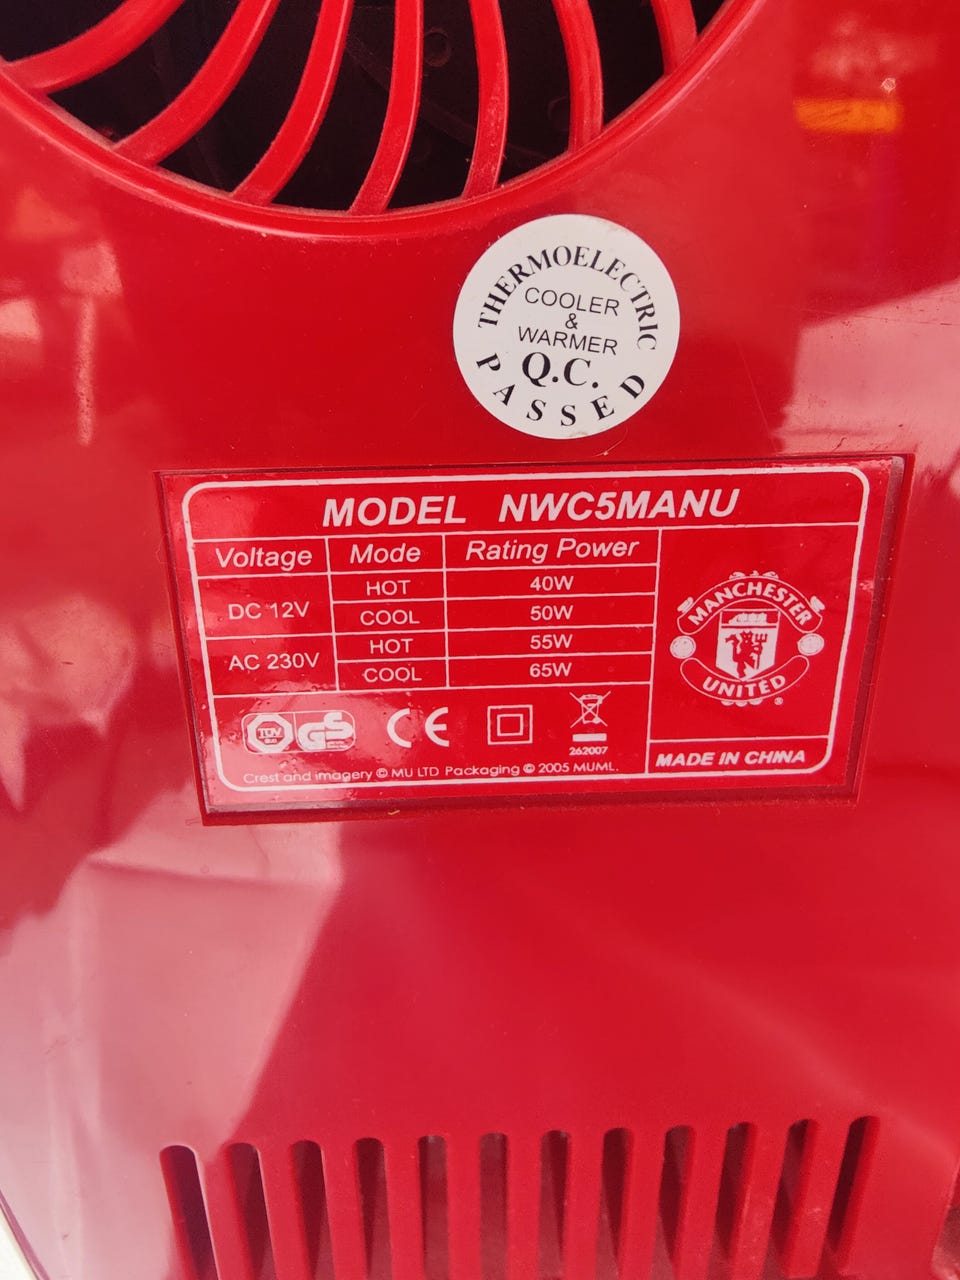 THERMOELECTRIC
COOLER
&
WARMER
Q.C.
PASSED
MODEL NWC5MANU
Voltage Mode Rating Power
DC 12V HOT 40W
COOL 50W
AC 230V HOT 55W
COOL 65W
MANCHESTER
UNITED
®
TÜV GS CE
262007
Crest and imagery © MU LTD Packaging © 2005 MUML.
MADE IN CHINA